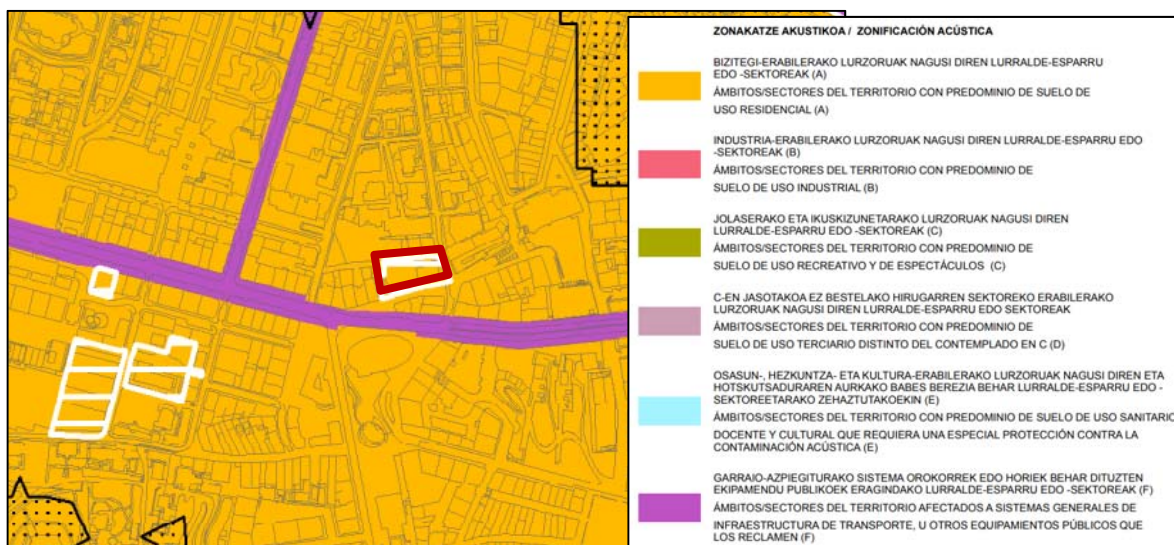 ZONAKATZE AKUSTIKOA / ZONIFICACIÓN ACÚSTICA
BIZITEGI-ERABILERAKO LURZORUAK NAGUSI DIREN LURRALDE-ESPARRU
EDO -SEKTOREAK (A)
ÁMBITOS/SECTORES DEL TERRITORIO CON PREDOMINIO DE SUELO DE
USO RESIDENCIAL (A)
INDUSTRIA-ERABILERAKO LURZORUAK NAGUSI DIREN LURRALDE-ESPARRU EDO
-SEKTOREAK (B)
ÁMBITOS/SECTORES DEL TERRITORIO CON PREDOMINIO DE
SUELO DE USO INDUSTRIAL (B)
JOLASERAKO ETA IKUSKIZUNETARAKO LURZORUAK NAGUSI DIREN
LURRALDE-ESPARRU EDO -SEKTOREAK (C)
ÁMBITOS/SECTORES DEL TERRITORIO CON PREDOMINIO DE
SUELO DE USO RECREATIVO Y DE ESPECTÁCULOS (C)
C-EN JASOTAKOA EZ BESTELAKO HIRUGARREN SEKTOREKO ERABILERAKO
LURZORUAK NAGUSI DIREN LURRALDE-ESPARRU EDO SEKTOREAK
ÁMBITOS/SECTORES DEL TERRITORIO CON PREDOMINIO DE
SUELO DE USO TERCIARIO DISTINTO DEL CONTEMPLADO EN C (D)
OSASUN-, HEZKUNTZA- ETA KULTURA-ERABILERAKO LURZORUAK NAGUSI DIREN ETA
HOTSKUTSADURAREN AURKAKO BABES BEREZIA BEHAR LURRALDE-ESPARRU EDO -
SEKTOREETARAKO ZEHAZTUTAKOEKIN (E)
ÁMBITOS/SECTORES DEL TERRITORIO CON PREDOMINIO DE SUELO DE USO SANITARIO
DOCENTE Y CULTURAL QUE REQUIERA UNA ESPECIAL PROTECCIÓN CONTRA LA
CONTAMINACIÓN ACÚSTICA (E)
GARRAIO-AZPIEGITURAKO SISTEMA OROKORREK EDO HORIEK BEHAR DITUZTEN
EKIPAMENDU PUBLIKOEK ERAGINDAKO LURRALDE-ESPARRU EDO -SEKTOREAK (F)
ÁMBITOS/SECTORES DEL TERRITORIO AFECTADOS A SISTEMAS GENERALES DE
INFRAESTRUCTURA DE TRANSPORTE, U OTROS EQUIPAMIENTOS PÚBLICOS QUE
LOS RECLAMEN (F)